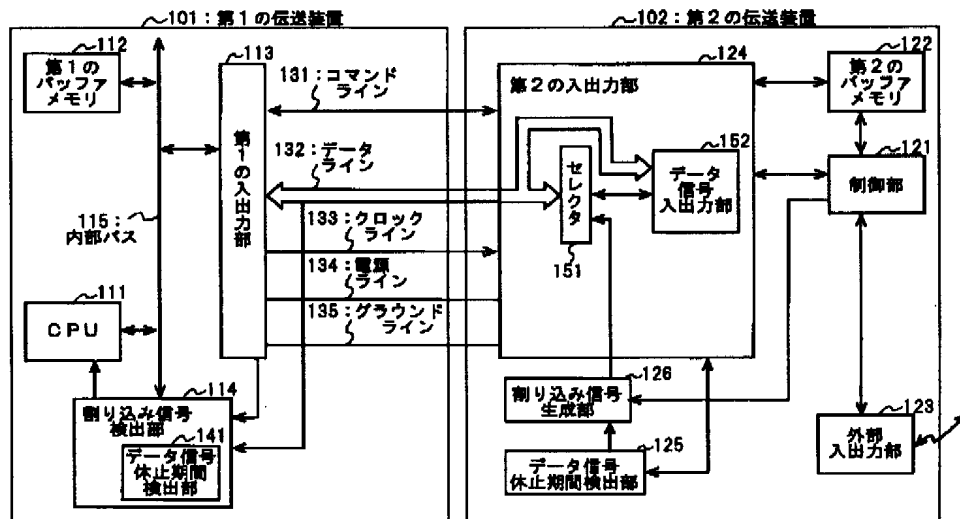 101：第1の伝送装置
112
第1の
バッファ
メモリ
115：
内部バス
111
CPU
114
割り込み信号
検出部
141
データ信号
休止期間
検出部
113
第1の入出力部
131：コマンド
ライン
132：データ
ライン
133：クロック
ライン
134：電源
ライン
135：グラウンド
ライン
102：第2の伝送装置
124
第2の入出力部
セレクタ
151
152
データ
信号
入出力部
122
第2の
バッファ
メモリ
121
制御部
126
割り込み信号
生成部
125
データ信号
休止期間検出部
123
外部
入出力部